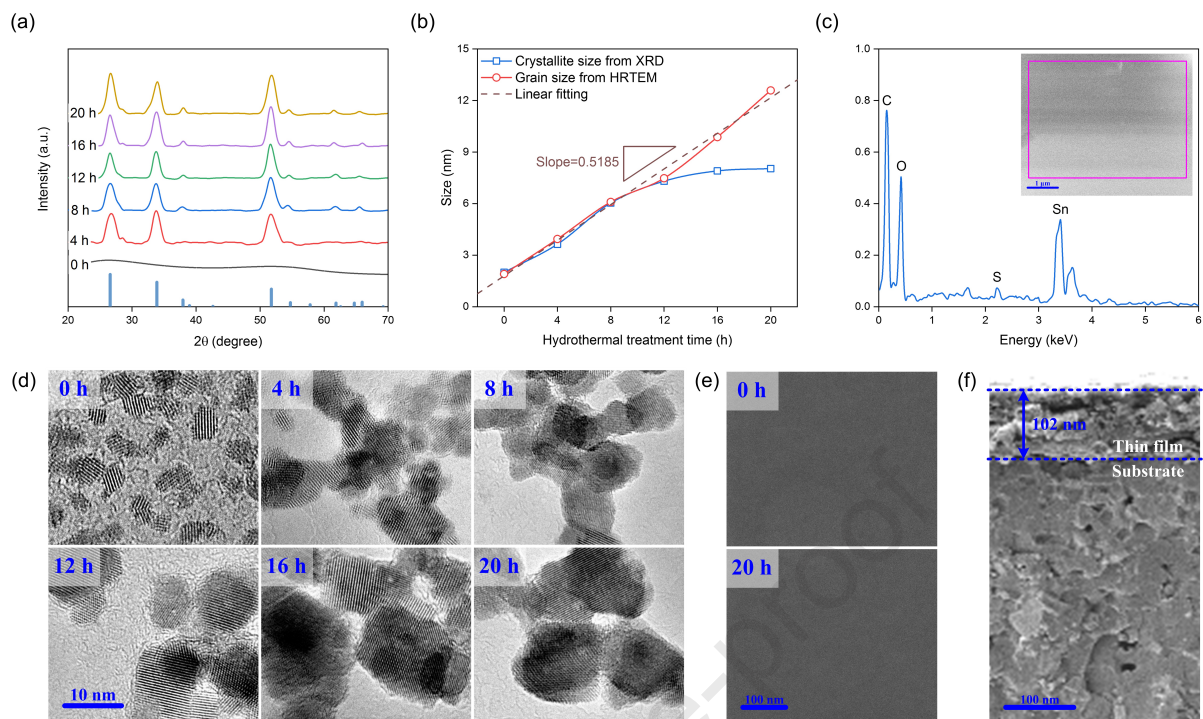 (a)
20 h
16 h
12 h
8 h
4 h
0 h
Intensity (a.u.)
20 30 40 50 60 70
2θ (degree)
(b)
15
12
9
6
3
0
Size (nm)
Crystallite size from XRD
Grain size from HRTEM
Linear fitting
Slope=0.5185
0 4 8 12 16 20
Hydrothermal treatment time (h)
(c)
1.0
0.8
0.6
0.4
0.2
0.0
C
O
S
Sn
1 μm
0 1 2 3 4 5 6
Energy (keV)
(d)
0 h
4 h
8 h
12 h
16 h
20 h
10 nm
(e)
0 h
20 h
100 nm
(f)
102 nm
Thin film
Substrate
100 nm
e-proof